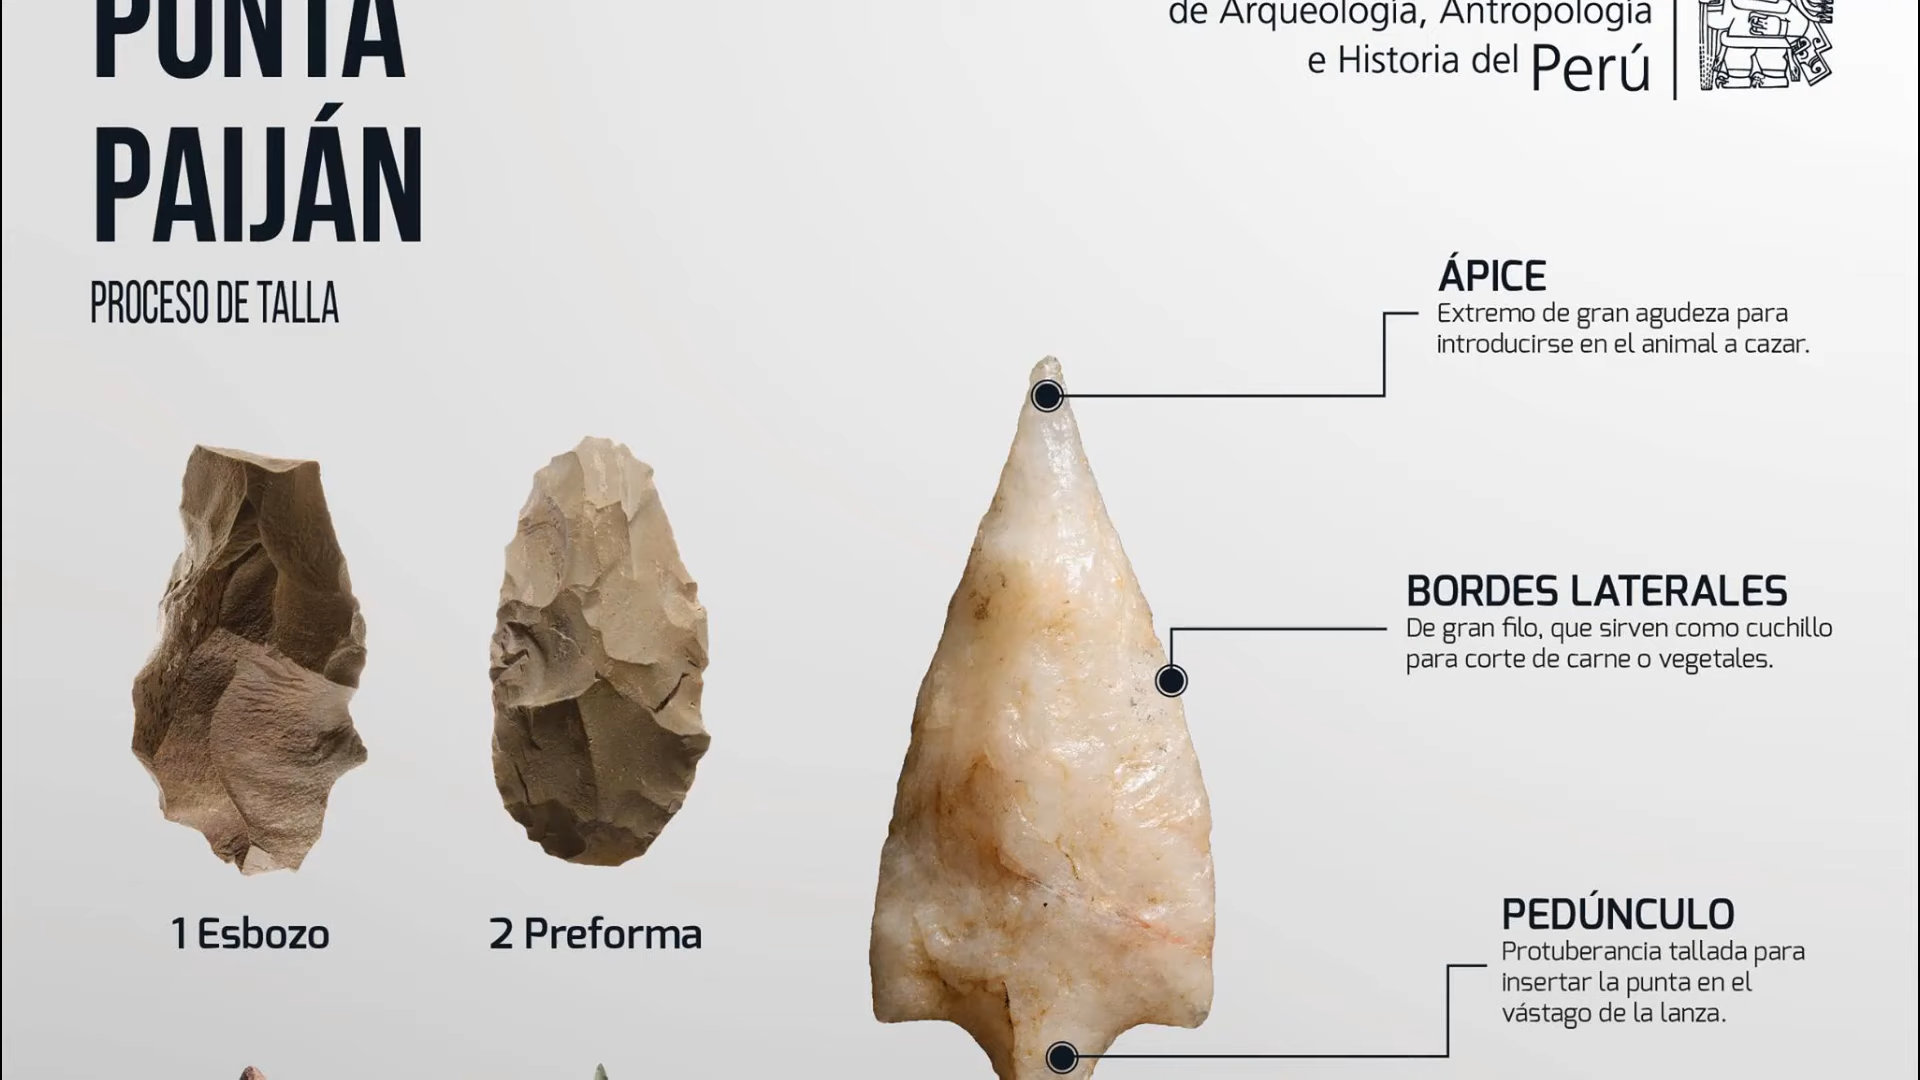 PUNTA
PAIJÁN
PROCESO DE TALLA
de Arqueología, Antropología
e Historia del Perú
ÁPICE
Extremo de gran agudeza para
introducirse en el animal a cazar.
BORDES LATERALES
De gran filo, que sirven como cuchillo
para corte de carne o vegetales.
1 Esbozo
2 Preforma
PEDÚNCULO
Protuberancia tallada para
insertar la punta en el
vástago de la lanza.